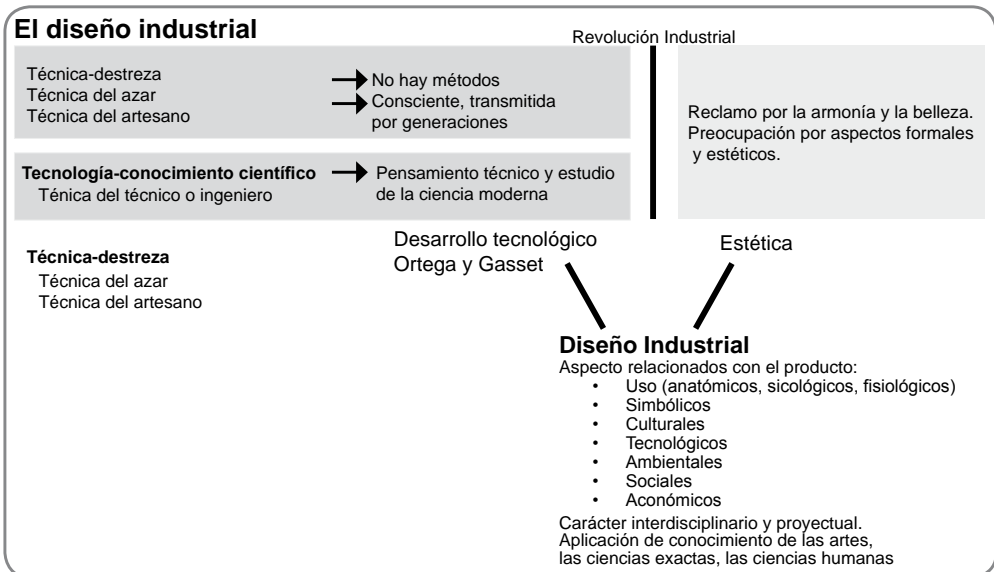 El diseño industrial
Revolución Industrial
Técnica-destreza
Técnica del azar
Técnica del artesano
No hay métodos
Consciente, transmitida
por generaciones
Reclamo por la armonía y la belleza.
Preocupación por aspectos formales
y estéticos.
Tecnología-conocimiento científico
Ténica del técnico o ingeniero
Pensamiento técnico y estudio
de la ciencia moderna
Técnica-destreza
Técnica del azar
Técnica del artesano
Desarrollo tecnológico
Ortega y Gasset
Estética
Diseño Industrial
Aspecto relacionados con el producto:
• Uso (anatómicos, sicológicos, fisiológicos)
• Simbólicos
• Culturales
• Tecnológicos
• Ambientales
• Sociales
• Aconómicos
Carácter interdisciplinario y proyectual.
Aplicación de conocimiento de las artes,
las ciencias exactas, las ciencias humanas